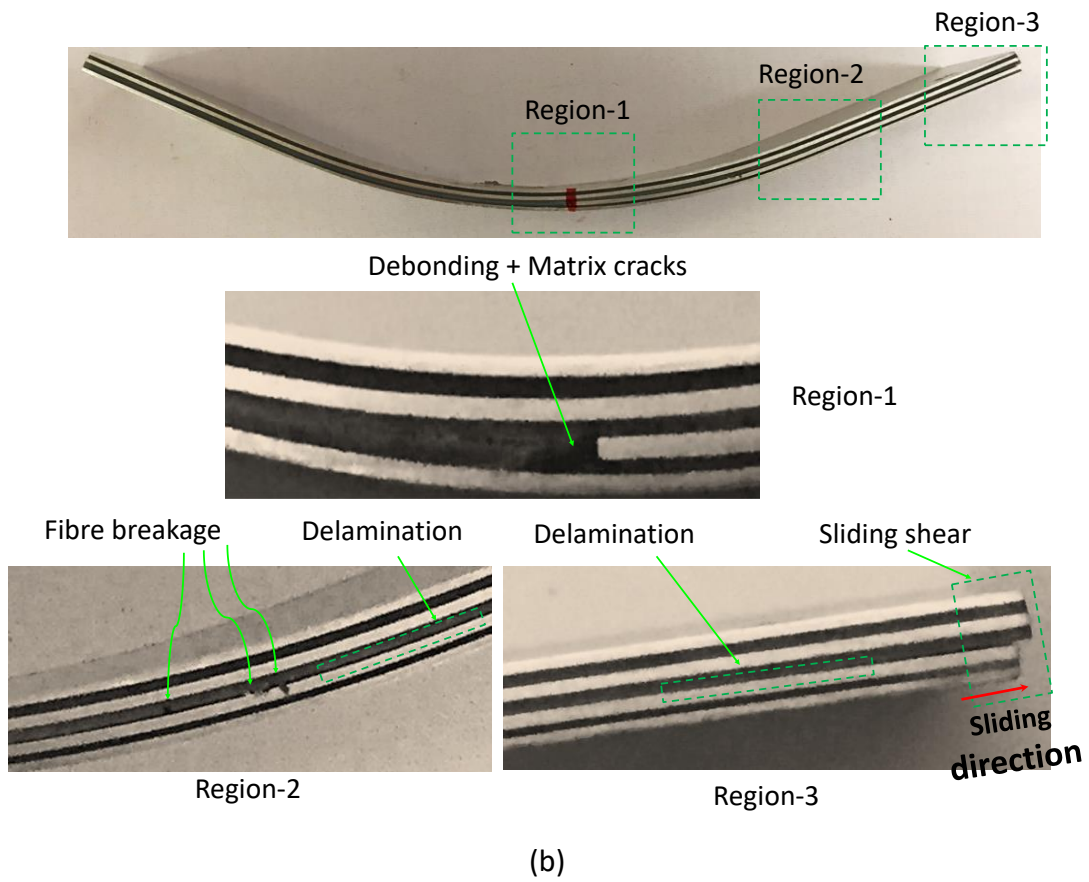 Region-3
Region-2
Region-1
Debonding + Matrix cracks
Region-1
Fibre breakage
Delamination
Delamination
Sliding shear
Sliding
direction
Region-2
Region-3
(b)